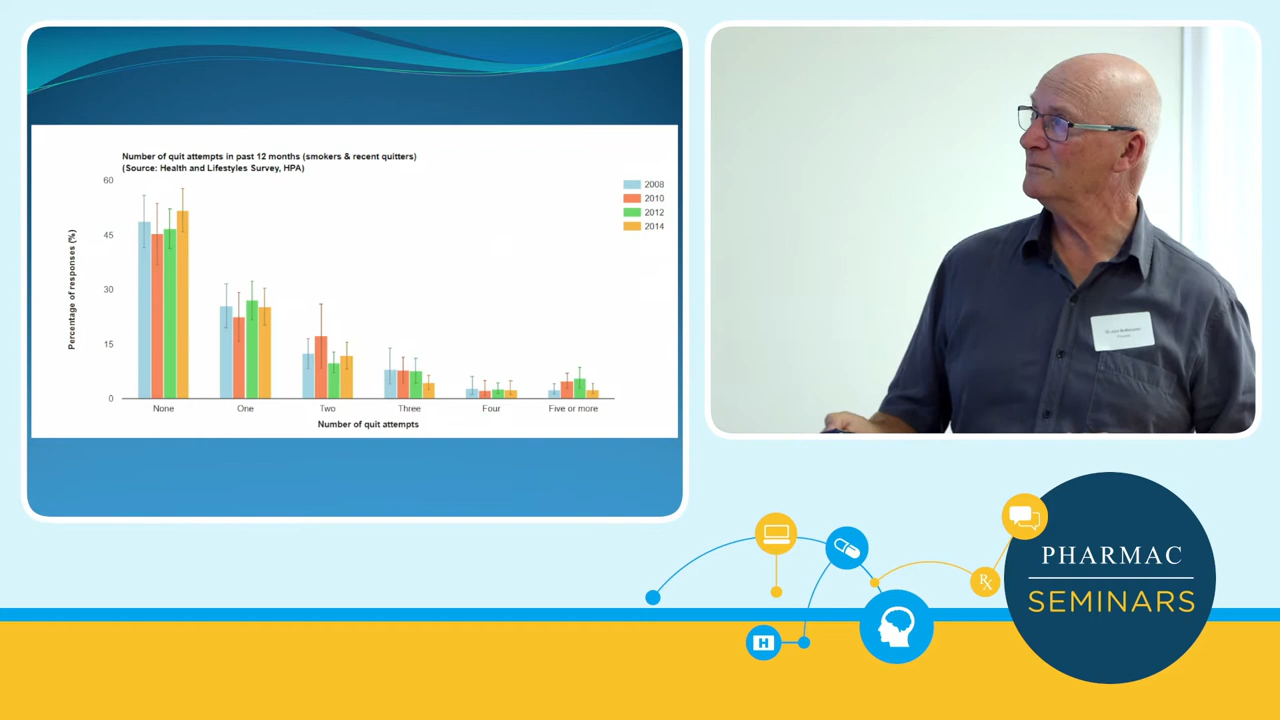 Number of quit attempts in past 12 months (smokers & recent quitters)
(Source: Health and Lifestyles Survey, HPA)
60
45
30
15
0
Percentage of responses (%)
None
One
Two
Three
Four
Five or more
Number of quit attempts
2008
2010
2012
2014
H
Rx
PHARMAC
SEMINARS